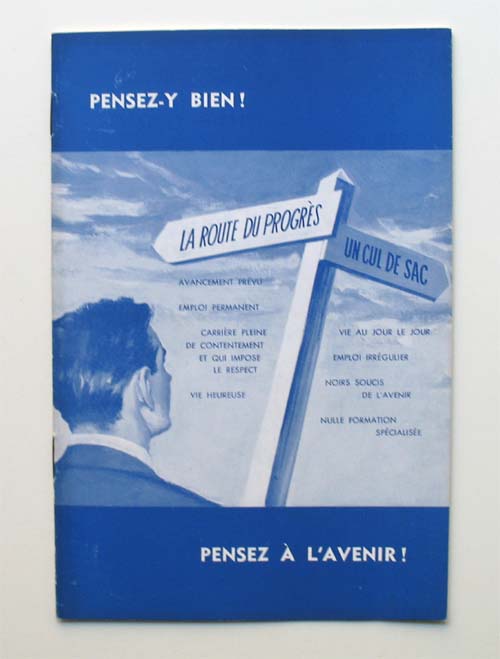 PENSEZ-Y BIEN !
LA ROUTE DU PROGRÈS
UN CUL DE SAC
AVANCEMENT PRÉVU
EMPLOI PERMANENT
CARRIÈRE PLEINE
DE CONTENTEMENT
ET QUI IMPOSE
LE RESPECT
VIE HEUREUSE
VIE AU JOUR LE JOUR
EMPLOI IRRÉGULIER
NOIRS SOUCIS
DE L'AVENIR
NULLE FORMATION
SPÉCIALISÉE
PENSEZ À L'AVENIR !